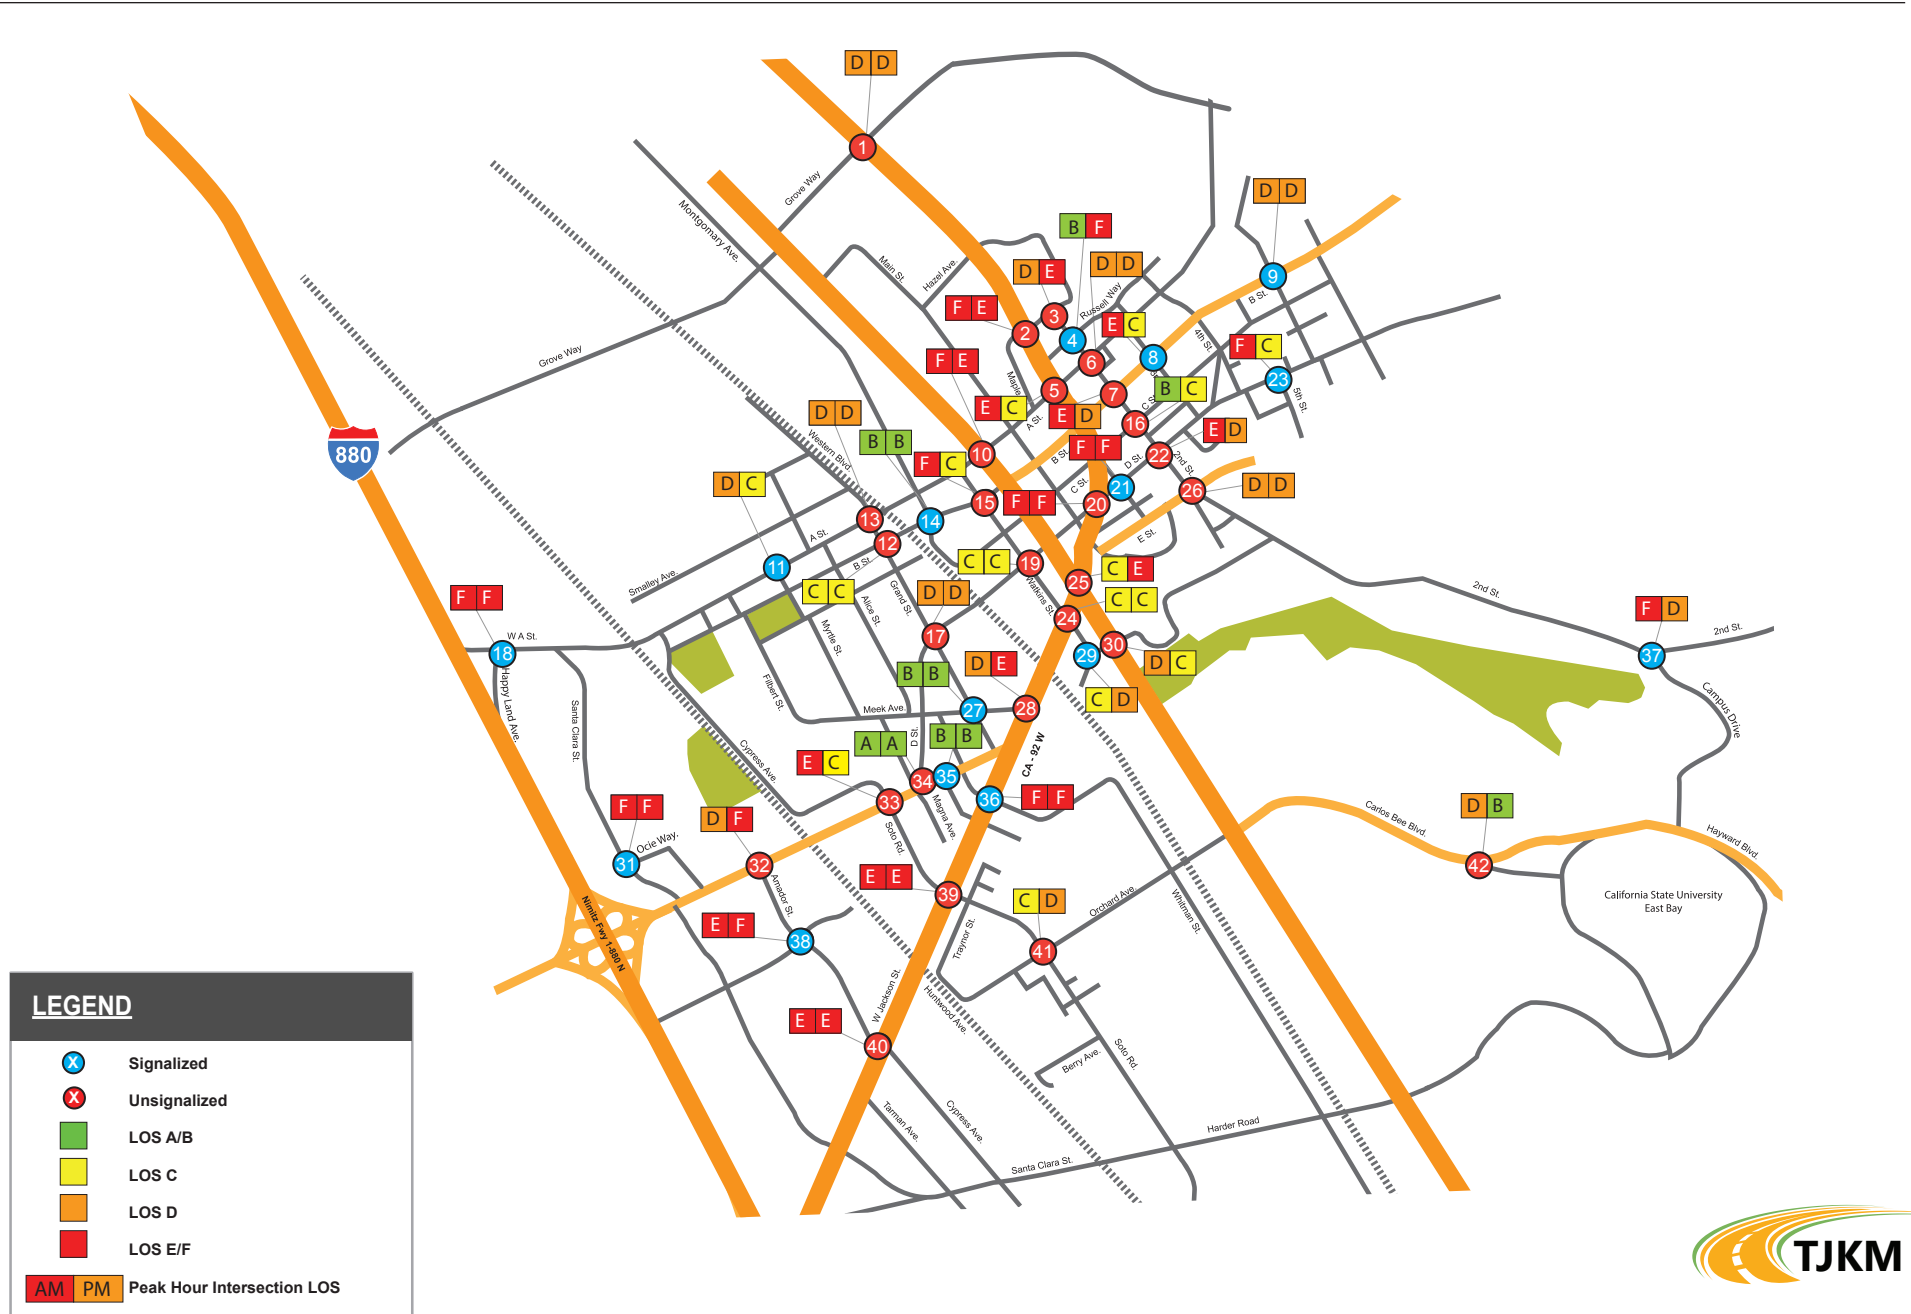 D D
1
Grove Way
Montgomary Ave.
D D
B F
Main St.
Hazel Ave.
D E
D D
9
B St.
F E
Russell Way
3
2
4
E C
4th St.
Grove Way
F E
6
8
F C
Maple
5
7
B C
23
5th St.
D D
E C
A St.
E D
C St.
16
Western Blvd.
B B
F F
E D
880
F C
10
B St.
D St.
22
2nd St.
D C
C St.
21
26
D D
15
F F
20
13
14
A St.
12
E St.
11
B St.
C C
19
C E
25
Smalley Ave.
C C
Alice St.
Grand St.
D D
Watkins St.
C C
2nd St.
F F
24
F D
2nd St.
W A St.
Myrtle St.
17
30
18
29
37
D C
Happy Land Ave.
Filbert St.
B B
D E
C D
Campus Drive
Santa Clara St.
Meek Ave.
27
28
D St.
A A
B B
CA - 92 W
Cypress Ave.
E C
34
35
Magna Ave.
36
F F
F F
D F
33
Soto Rd.
D B
Carlos Bee Blvd.
Hayward Blvd.
Ocie Way.
31
32
42
Amador St.
E E
39
C D
Orchard Ave.
Whitman St.
California State University
East Bay
Nimitz Fwy 1-880 N
E F
38
Traynor St.
41
W Jackson St.
Huntwood Ave.
E E
40
Soto Rd.
Berry Ave.
Tarman Ave.
Cypress Ave.
Harder Road
Santa Clara St.
LEGEND
X Signalized
X Unsignalized
LOS A/B
LOS C
LOS D
LOS E/F
AM PM Peak Hour Intersection LOS
TJKM